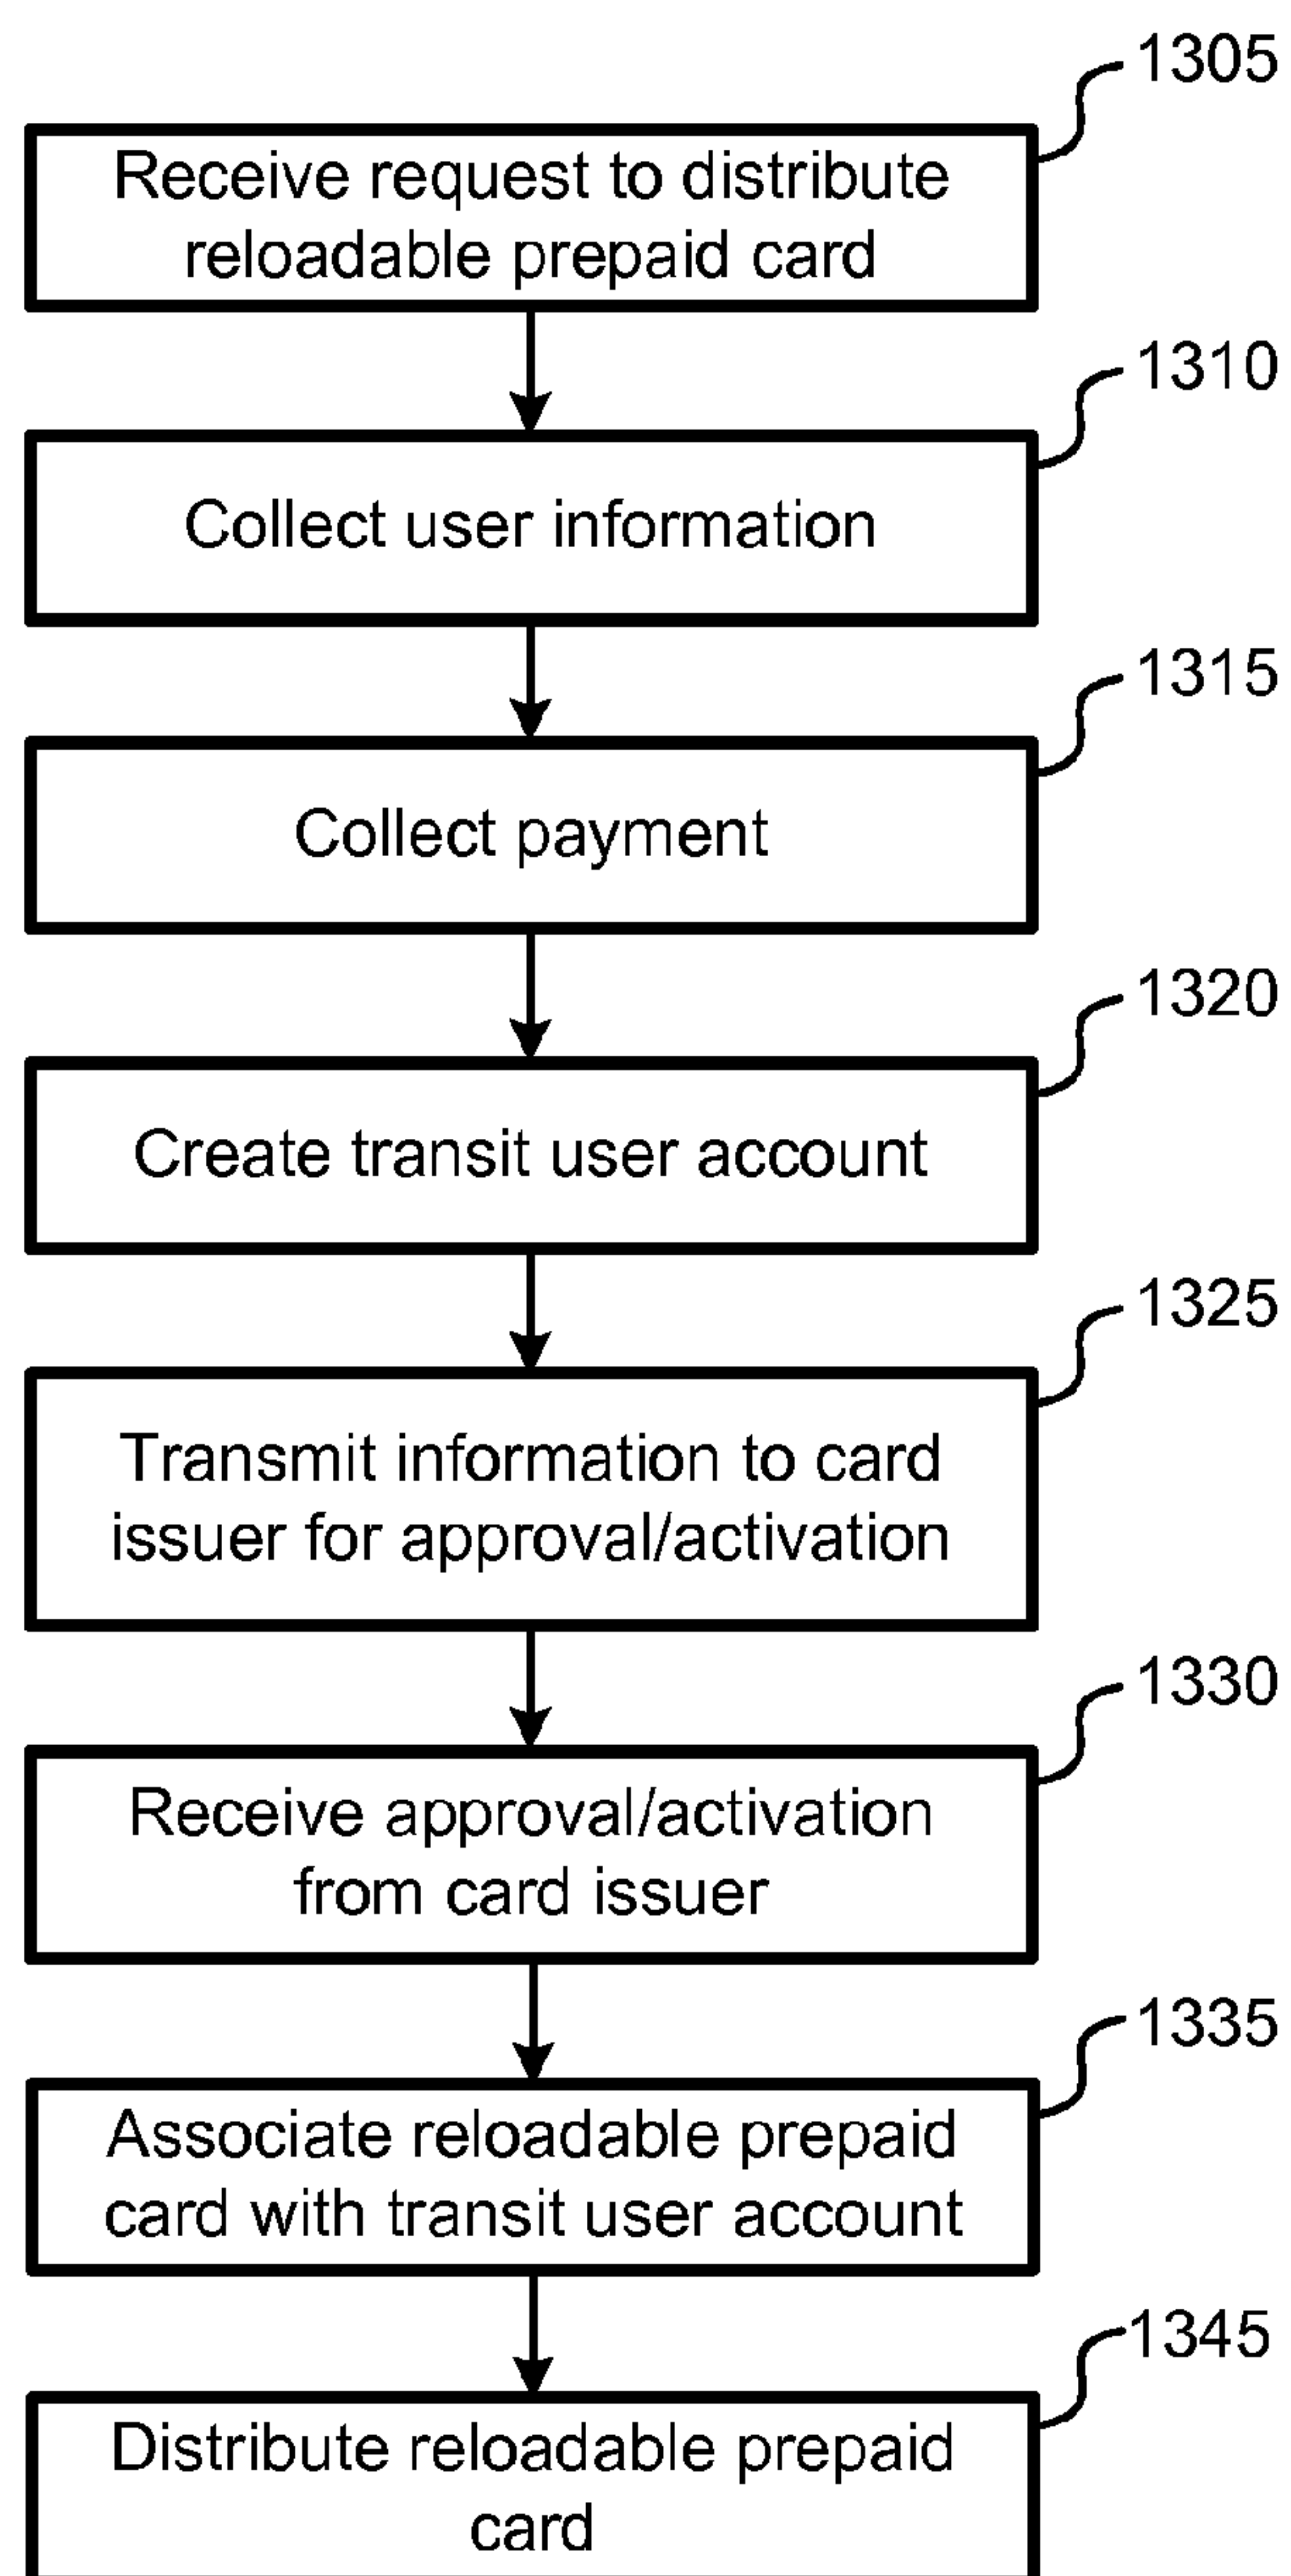 1305
Receive request to distribute
reloadable prepaid card
1310
Collect user information
1315
Collect payment
1320
Create transit user account
1325
Transmit information to card
issuer for approval/activation
1330
Receive approval/activation
from card issuer
1335
Associate reloadable prepaid
card with transit user account
1345
Distribute reloadable prepaid
card